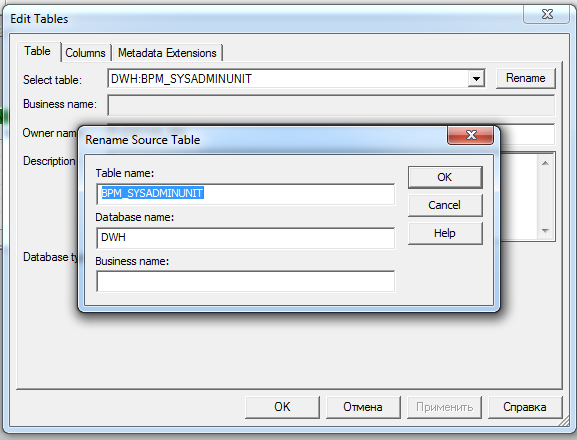 Edit Tables
Table Columns Metadata Extensions
Select table: DWH:BPM_SYSADMINUNIT Rename
Business name:
Owner nam
Description
Database ty
Rename Source Table
Table name:
BPM_SYSADMINUNIT
Database name:
DWH
Business name:
OK
Cancel
Help
OK Отмена Применить Справка